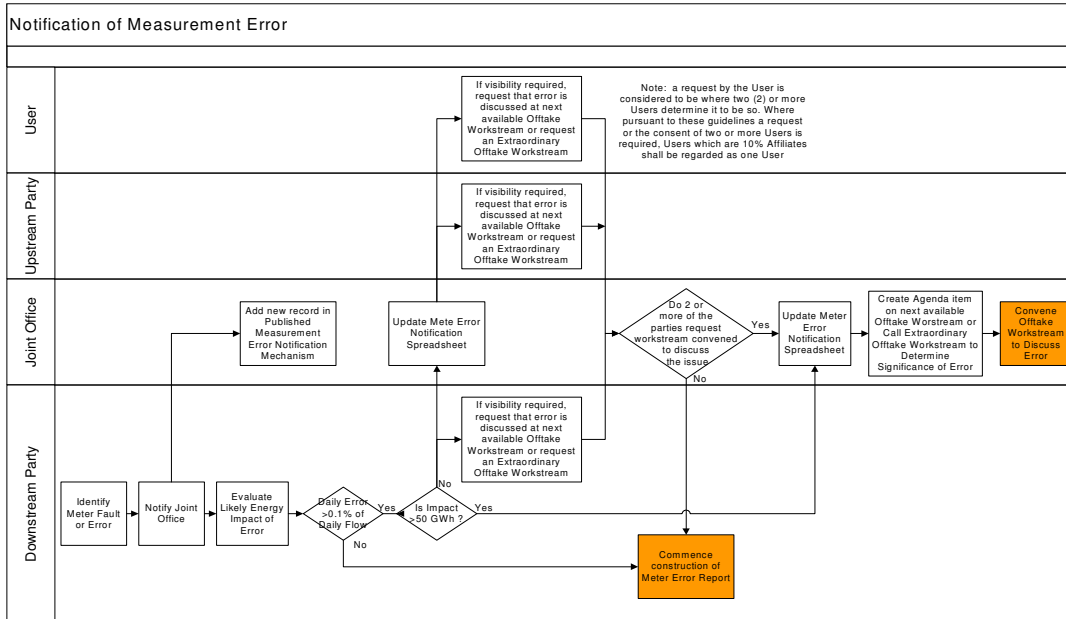 Notification of Measurement Error
User
If visibility required,
request that error is
discussed at next
available Offtake
Workstream or request
an Extraordinary
Offtake Workstream
Note: a request by the User is
considered to be where two (2) or more
Users determine it to be so. Where
pursuant to these guidelines a request
or the consent of two or more Users is
required, Users which are 10% Affiliates
shall be regarded as one User
Upstream Party
If visibility required,
request that error is
discussed at next
available Offtake
Workstream or request
an Extraordinary
Offtake Workstream
Joint Office
Add new record in
Published
Measurement
Error Notification
Mechanism
Update Mete Error
Notification
Spreadsheet
Do 2 or
more of the
parties request
workstream convened
to discuss
the issue
Yes
No
Update Meter
Error
Notification
Spreadsheet
Create Agenda item
on next available
Offtake Worstream or
Call Extraordinary
Offtake Workstream to
Determine
Significance of Error
Convene
Offtake
Workstream
to Discuss
Error
Downstream Party
If visibility required,
request that error is
discussed at next
available Offtake
Workstream or request
an Extraordinary
Offtake Workstream
Identify
Meter Fault
or Error
Notify Joint
Office
Evaluate
Likely Energy
Impact of
Error
Daily Error
>0.1% of
Daily Flow
Yes
No
Is Impact
>50 GWh ?
No
Yes
Commence
construction of
Meter Error Report